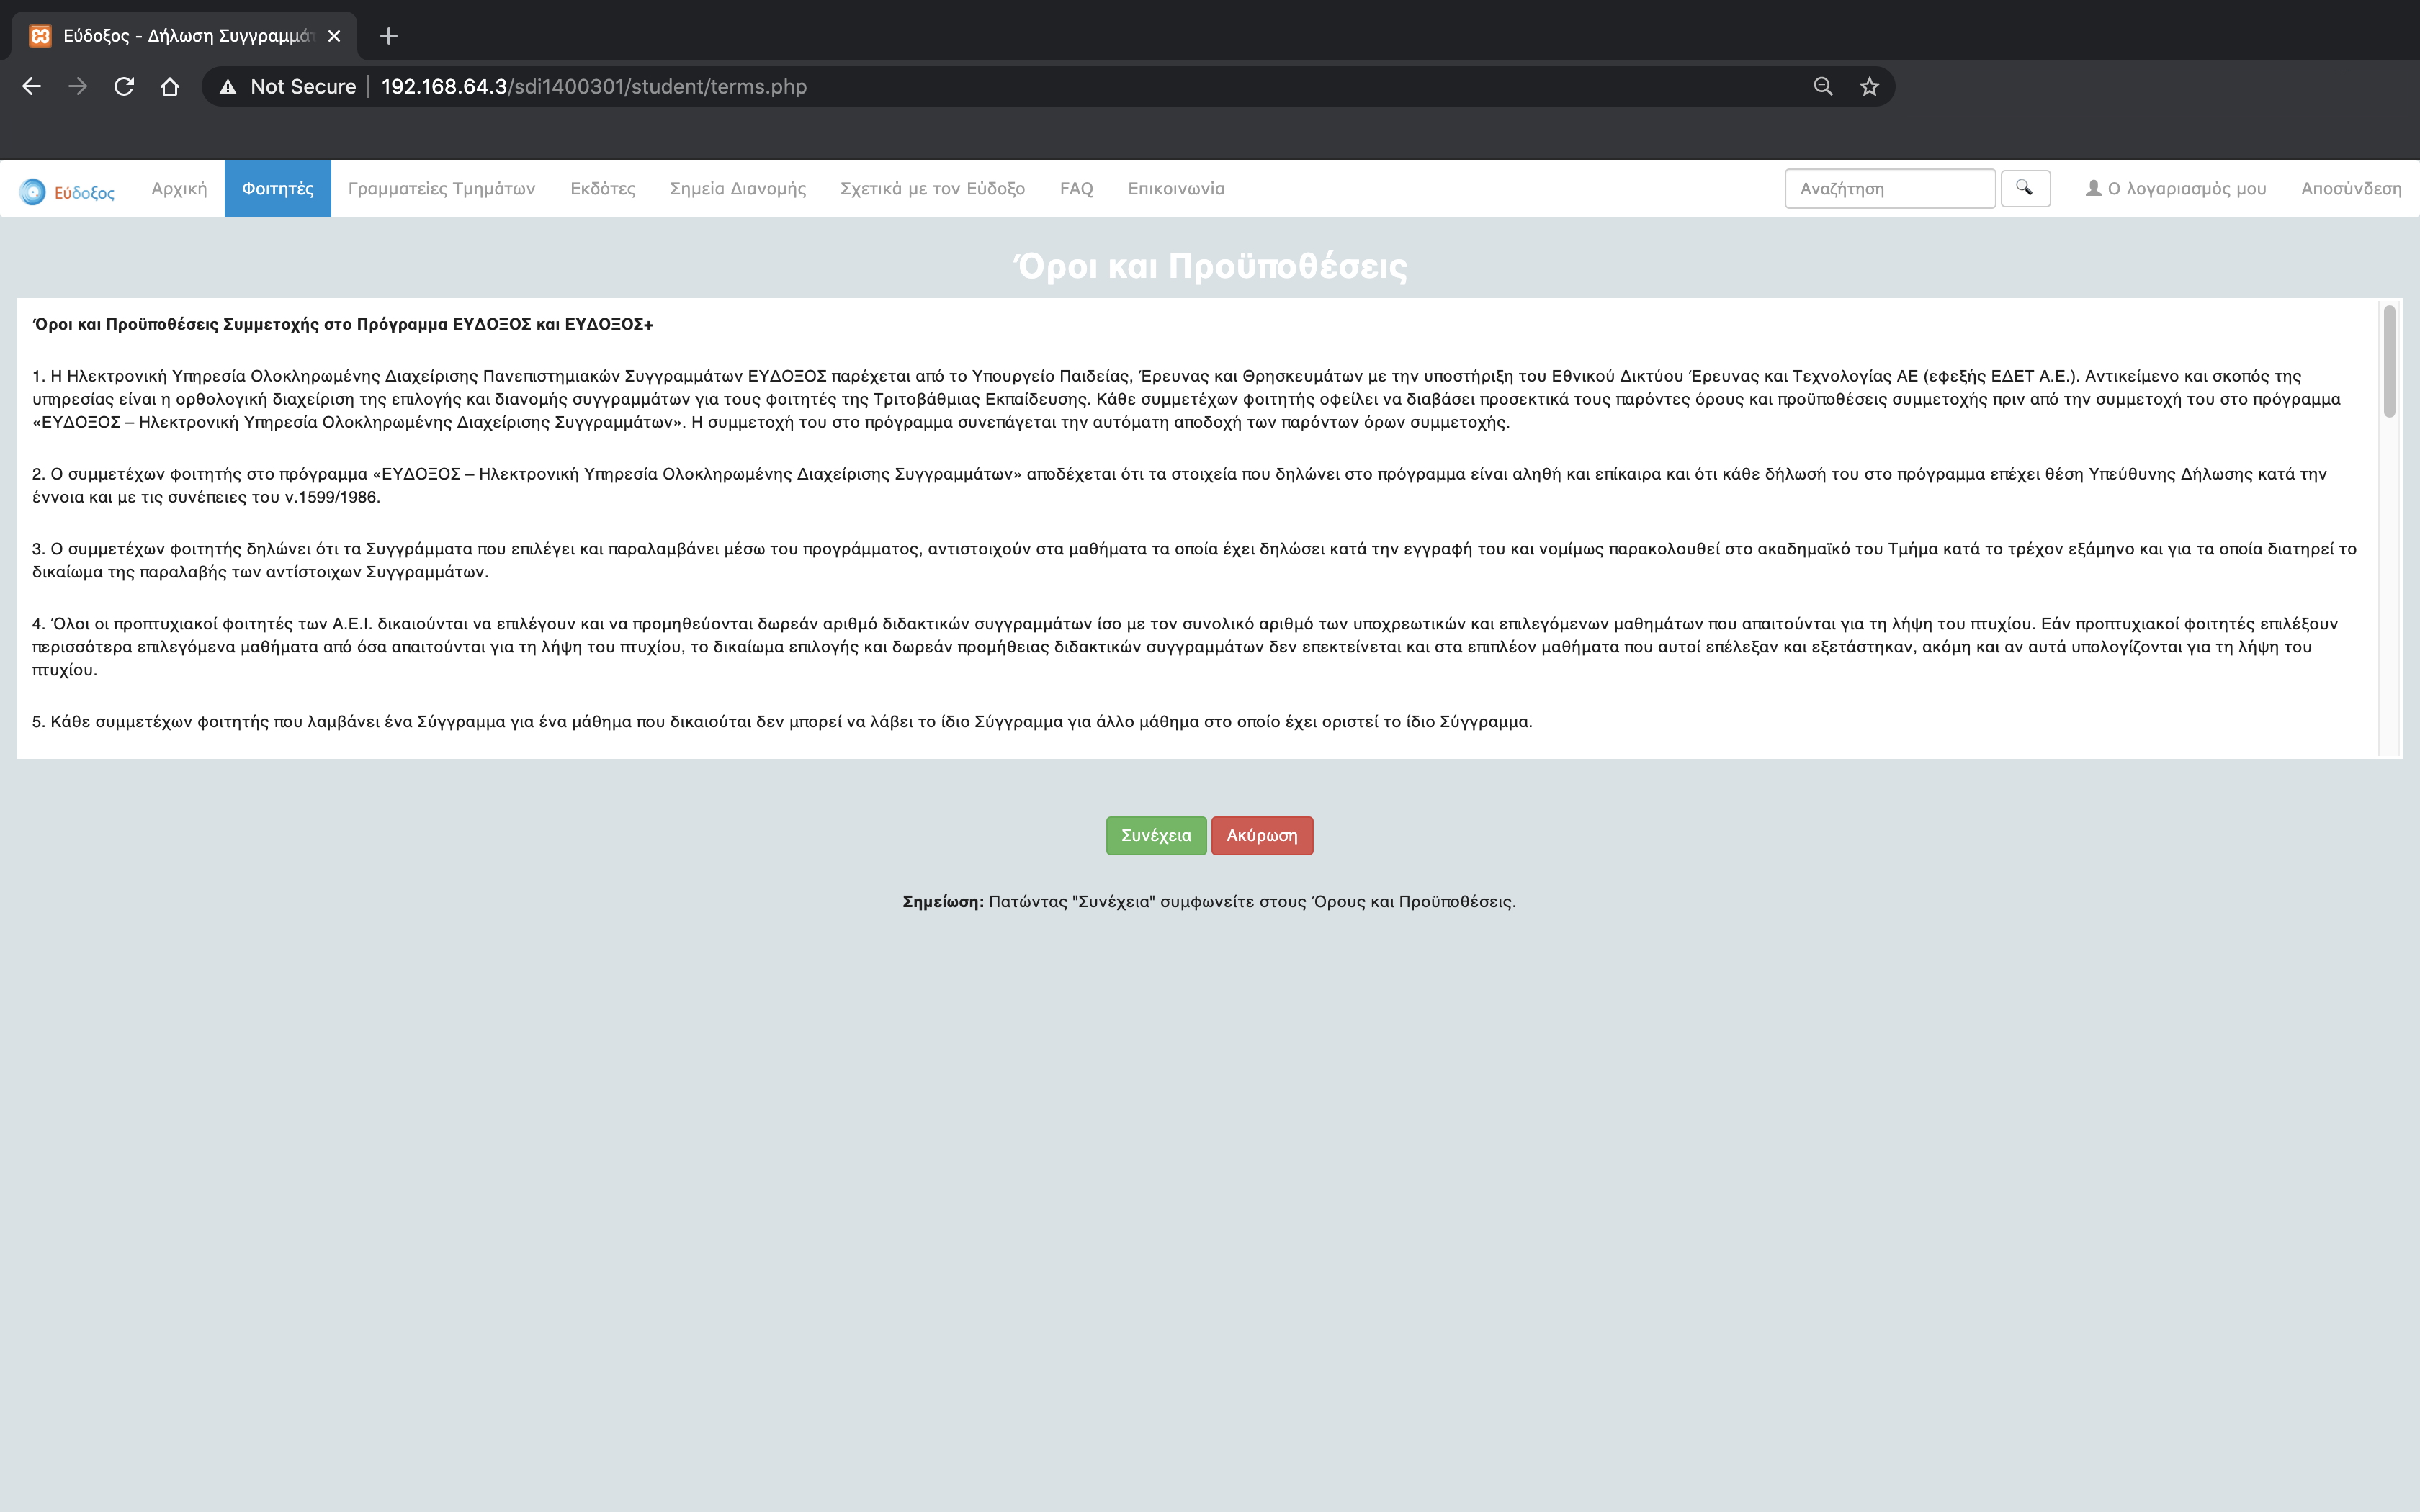 Εύδοξος - Δήλωση Συγγραμμάτ
Not Secure | 192.168.64.3/sdi1400301/student/terms.php
Εύδοξος Αρχική Φοιτητές Γραμματείες Τμημάτων Εκδότες Σημεία Διανομής Σχετικά με τον Εύδοξο FAQ Επικοινωνία Αναζήτηση Ο λογαριασμός μου Αποσύνδεση
Όροι και Προϋποθέσεις
Όροι και Προϋποθέσεις Συμμετοχής στο Πρόγραμμα ΕΥΔΟΞΟΣ και ΕΥΔΟΞΟΣ+
1. Η Ηλεκτρονική Υπηρεσία Ολοκληρωμένης Διαχείρισης Πανεπιστημιακών Συγγραμμάτων ΕΥΔΟΞΟΣ παρέχεται από το Υπουργείο Παιδείας, Έρευνας και Θρησκευμάτων με την υποστήριξη του Εθνικού Δικτύου Έρευνας και Τεχνολογίας ΑΕ (εφεξής ΕΔΕΤ Α.Ε.). Αντικείμενο και σκοπός της
υπηρεσίας είναι η ορθολογική διαχείριση της επιλογής και διανομής συγγραμμάτων για τους φοιτητές της Τριτοβάθμιας Εκπαίδευσης. Κάθε συμμετέχων φοιτητής οφείλει να διαβάσει προσεκτικά τους παρόντες όρους και προϋποθέσεις συμμετοχής πριν από την συμμετοχή του στο πρόγραμμα
«ΕΥΔΟΞΟΣ – Ηλεκτρονική Υπηρεσία Ολοκληρωμένης Διαχείρισης Συγγραμμάτων». Η συμμετοχή του στο πρόγραμμα συνεπάγεται την αυτόματη αποδοχή των παρόντων όρων συμμετοχής.
2. Ο συμμετέχων φοιτητής στο πρόγραμμα «ΕΥΔΟΞΟΣ – Ηλεκτρονική Υπηρεσία Ολοκληρωμένης Διαχείρισης Συγγραμμάτων» αποδέχεται ότι τα στοιχεία που δηλώνει στο πρόγραμμα είναι αληθή και επίκαιρα και ότι κάθε δήλωσή του στο πρόγραμμα επέχει θέση Υπεύθυνης Δήλωσης κατά την
έννοια και με τις συνέπειες του ν.1599/1986.
3. Ο συμμετέχων φοιτητής δηλώνει ότι τα Συγγράμματα που επιλέγει και παραλαμβάνει μέσω του προγράμματος, αντιστοιχούν στα μαθήματα τα οποία έχει δηλώσει κατά την εγγραφή του και νομίμως παρακολουθεί στο ακαδημαϊκό του Τμήμα κατά το τρέχον εξάμηνο και για τα οποία διατηρεί το
δικαίωμα της παραλαβής των αντίστοιχων Συγγραμμάτων.
4. Όλοι οι προπτυχιακοί φοιτητές των Α.Ε.Ι. δικαιούνται να επιλέγουν και να προμηθεύονται δωρεάν αριθμό διδακτικών συγγραμμάτων ίσο με τον συνολικό αριθμό των υποχρεωτικών και επιλεγόμενων μαθημάτων που απαιτούνται για τη λήψη του πτυχίου. Εάν προπτυχιακοί φοιτητές επιλέξουν
περισσότερα επιλεγόμενα μαθήματα από όσα απαιτούνται για τη λήψη του πτυχίου, το δικαίωμα επιλογής και δωρεάν προμήθειας διδακτικών συγγραμμάτων δεν επεκτείνεται και στα επιπλέον μαθήματα που αυτοί επέλεξαν και εξετάστηκαν, ακόμη και αν αυτά υπολογίζονται για τη λήψη του
πτυχίου.
5. Κάθε συμμετέχων φοιτητής που λαμβάνει ένα Σύγγραμμα για ένα μάθημα που δικαιούται δεν μπορεί να λάβει το ίδιο Σύγγραμμα για άλλο μάθημα στο οποίο έχει οριστεί το ίδιο Σύγγραμμα.
Συνέχεια Ακύρωση
Σημείωση: Πατώντας "Συνέχεια" συμφωνείτε στους Όρους και Προϋποθέσεις.